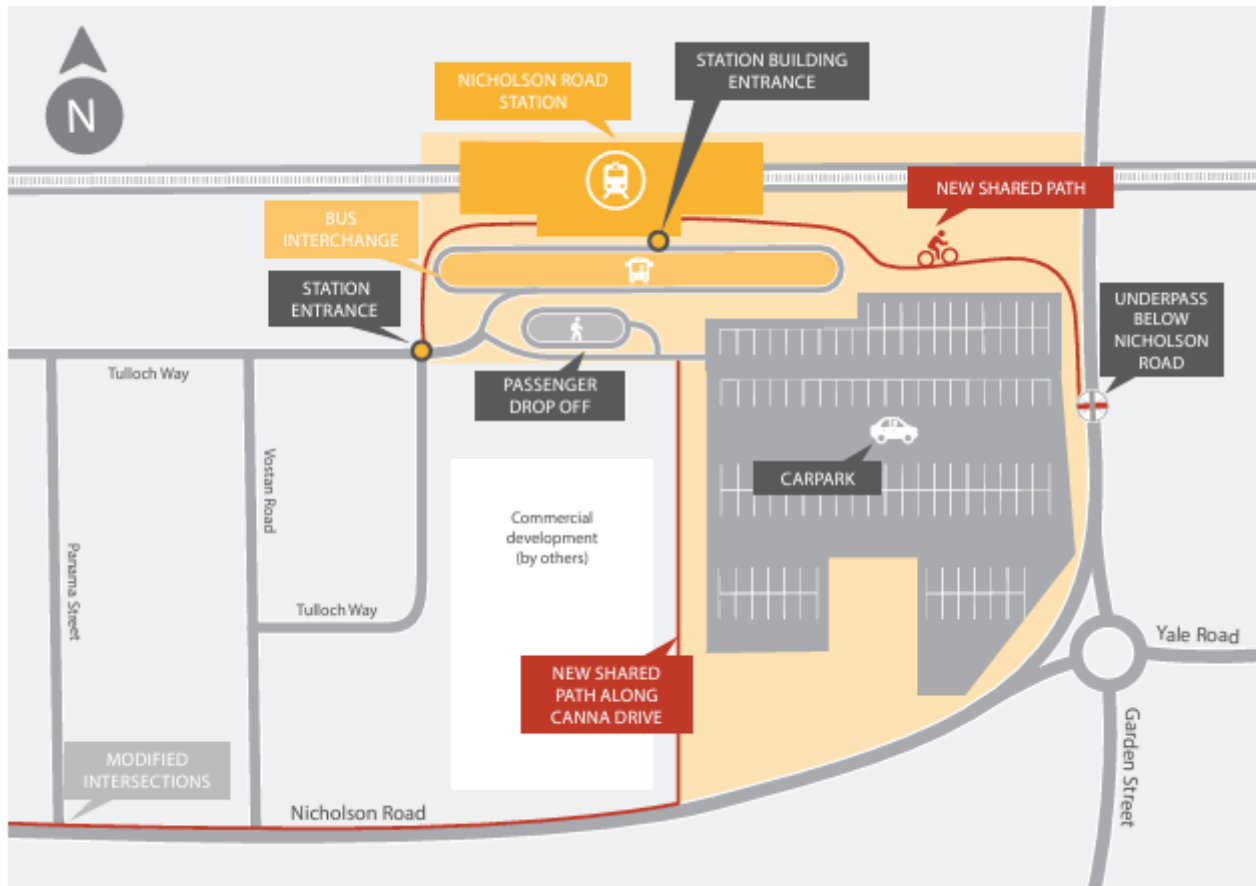 N
NICHOLSON ROAD
STATION
STATION BUILDING
ENTRANCE
NEW SHARED PATH
BUS
INTERCHANGE
STATION
ENTRANCE
UNDERPASS
BELOW
NICHOLSON
ROAD
Tulloch Way
PASSENGER
DROP OFF
CARPARK
Vostan Road
Commercial
development
(by others)
Panama Street
Tulloch Way
Yale Road
NEW SHARED
PATH ALONG
CANNA DRIVE
Garden Street
MODIFIED
INTERSECTIONS
Nicholson Road